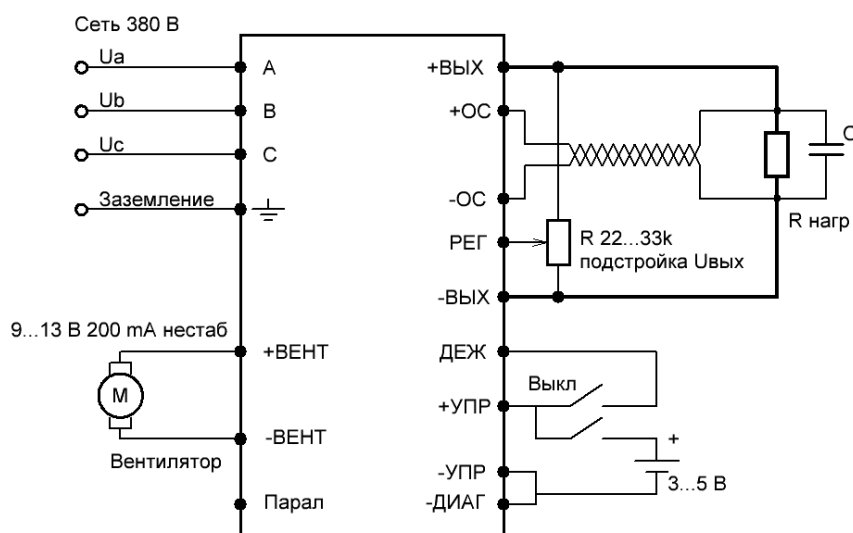 Сеть 380 В
Ua
A
+ВЫХ
Ub
B
+ОС
Uc
C
C
Заземление
-ОС
R нагр
РЕГ
R 22...33k
подстройка Uвых
-ВЫХ
9...13 В 200 mA нестаб
+ВЕНТ
ДЕЖ
М
Выкл
+УПР
+
-ВЕНТ
Вентилятор
-УПР
3...5 В
Парал
-ДИАГ